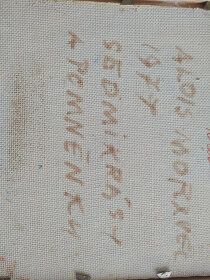 ALOIS MORAVEC
1977
SEDMIKRÁSY
A POMNĚNKY